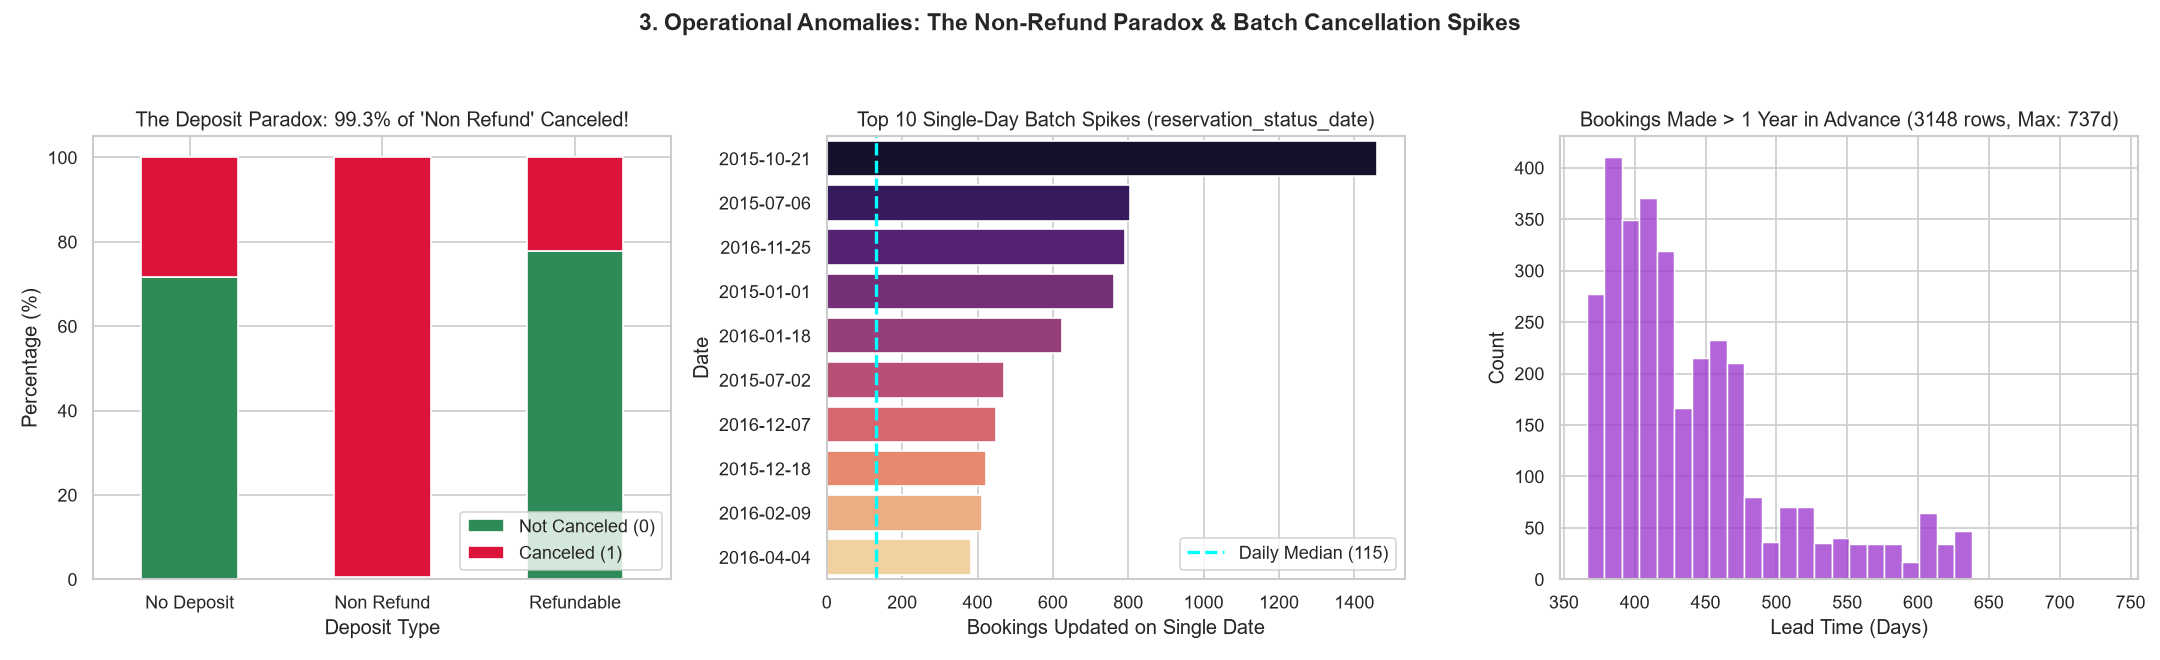 3. Operational Anomalies: The Non-Refund Paradox & Batch Cancellation Spikes
The Deposit Paradox: 99.3% of 'Non Refund' Canceled!
100
80
60
40
20
0
Percentage (%)
No Deposit
Non Refund
Refundable
Deposit Type
Not Canceled (0)
Canceled (1)
Top 10 Single-Day Batch Spikes (reservation_status_date)
2015-10-21
2015-07-06
2016-11-25
2015-01-01
2016-01-18
2015-07-02
2016-12-07
2015-12-18
2016-02-09
2016-04-04
Date
0
200
400
600
800
1000
1200
1400
Bookings Updated on Single Date
Daily Median (115)
Bookings Made > 1 Year in Advance (3148 rows, Max: 737d)
400
350
300
250
200
150
100
50
0
Count
350
400
450
500
550
600
650
700
750
Lead Time (Days)